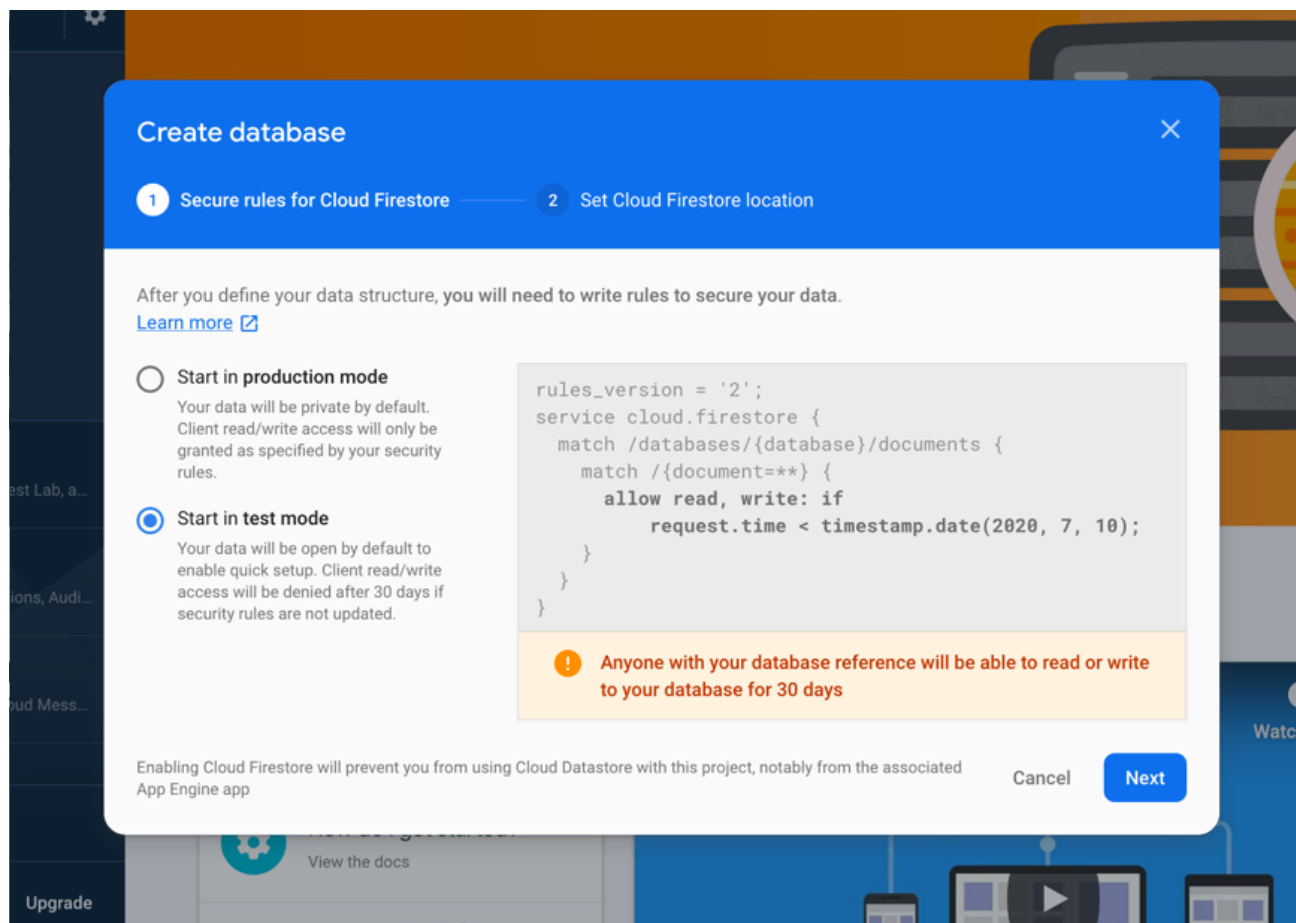 Create database
1 Secure rules for Cloud Firestore 2 Set Cloud Firestore location
After you define your data structure, you will need to write rules to secure your data.
Learn more
Start in production mode
Your data will be private by default.
Client read/write access will only be
granted as specified by your security
rules.
Start in test mode
Your data will be open by default to
enable quick setup. Client read/write
access will be denied after 30 days if
security rules are not updated.
rules_version = '2';
service cloud.firestore {
match /databases/{database}/documents {
match /{document=**} {
allow read, write: if
request.time < timestamp.date(2020, 7, 10);
}
}
}
Anyone with your database reference will be able to read or write
to your database for 30 days
Enabling Cloud Firestore will prevent you from using Cloud Datastore with this project, notably from the associated
App Engine app
Cancel
Next
est Lab, a...
ions, Audi...
oud Mess...
Upgrade
View the docs
Watc